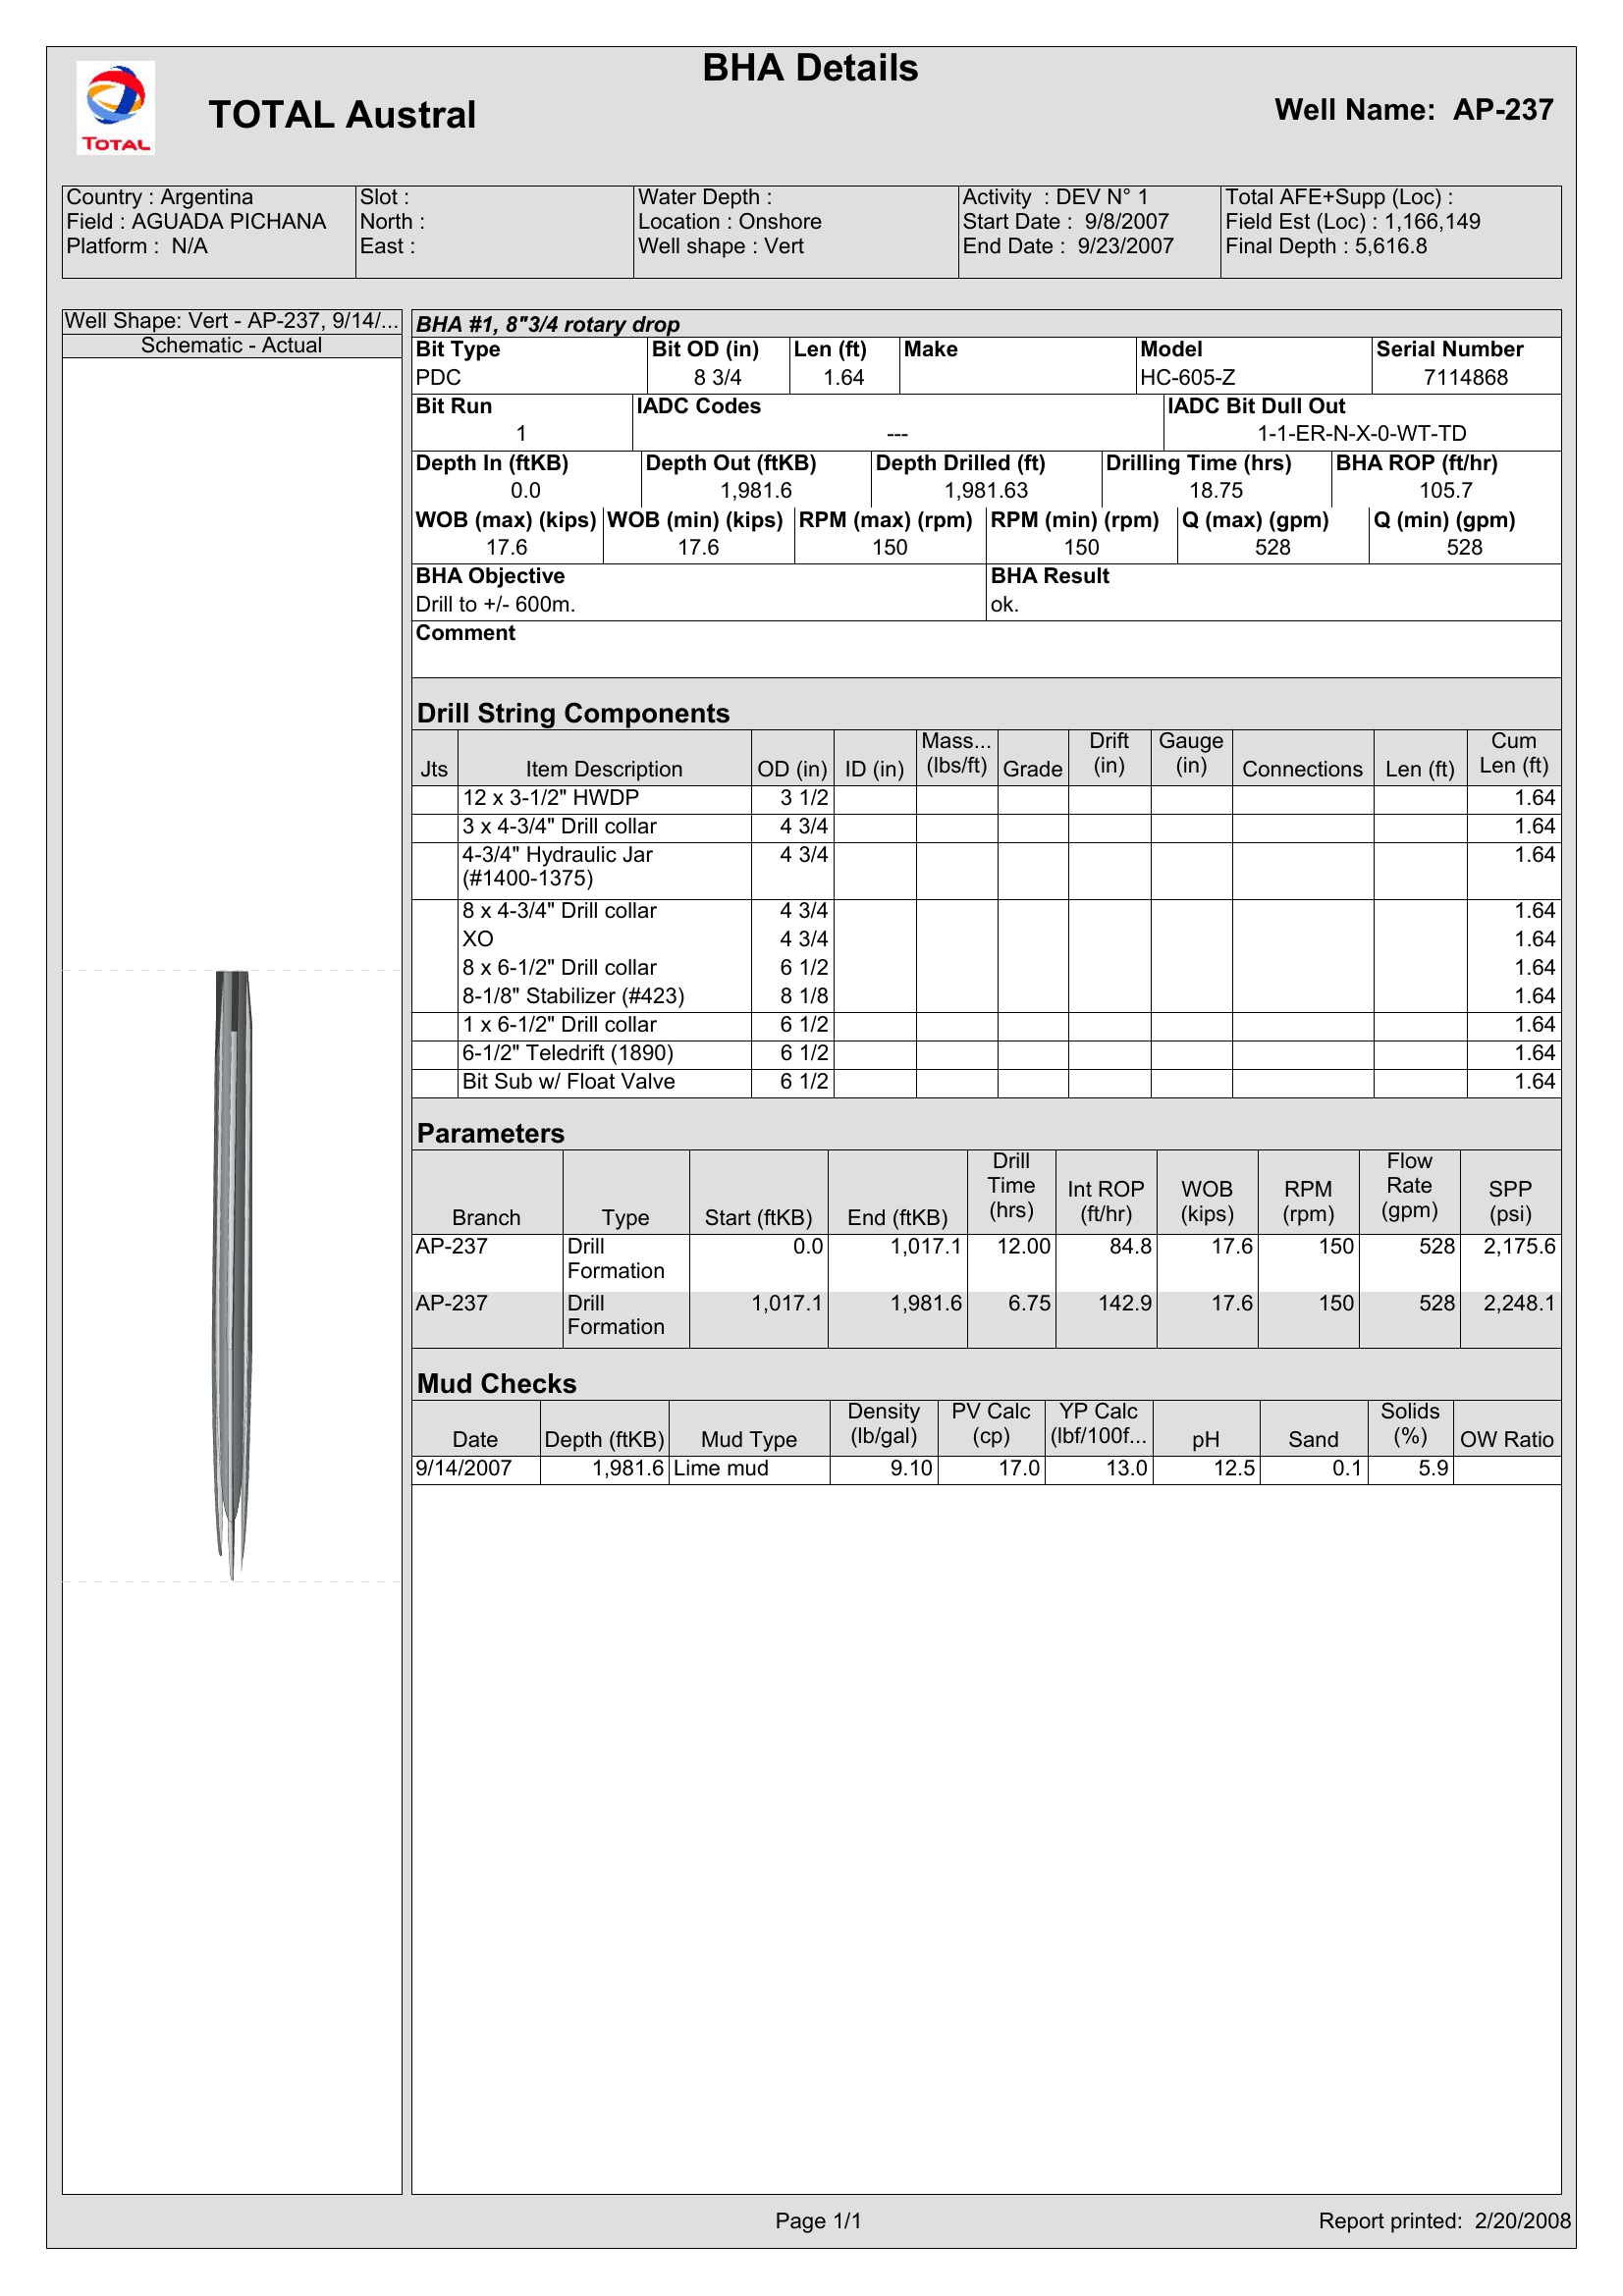 BHA Details
TOTAL
TOTAL Austral
Well Name: AP-237
Country : Argentina
Field : AGUADA PICHANA
Platform : N/A
Slot :
North :
East :
Water Depth :
Location : Onshore
Well shape : Vert
Activity : DEV N° 1
Start Date : 9/8/2007
End Date : 9/23/2007
Total AFE+Supp (Loc) :
Field Est (Loc) : 1,166,149
Final Depth : 5,616.8
Well Shape: Vert - AP-237, 9/14/...
Schematic - Actual
BHA #1, 8"3/4 rotary drop
Bit Type Bit OD (in) Len (ft) Make Model Serial Number
PDC 8 3/4 1.64 HC-605-Z 7114868
Bit Run IADC Codes IADC Bit Dull Out
1 --- 1-1-ER-N-X-0-WT-TD
Depth In (ftKB) Depth Out (ftKB) Depth Drilled (ft) Drilling Time (hrs) BHA ROP (ft/hr)
0.0 1,981.6 1,981.63 18.75 105.7
WOB (max) (kips) WOB (min) (kips) RPM (max) (rpm) RPM (min) (rpm) Q (max) (gpm) Q (min) (gpm)
17.6 17.6 150 150 528 528
BHA Objective BHA Result
Drill to +/- 600m. ok.
Comment
Drill String Components
Jts Item Description OD (in) ID (in) Mass... (lbs/ft) Grade Drift (in) Gauge (in) Connections Len (ft) Cum Len (ft)
12 x 3-1/2" HWDP 3 1/2 1.64
3 x 4-3/4" Drill collar 4 3/4 1.64
4-3/4" Hydraulic Jar 4 3/4 1.64
(#1400-1375)
8 x 4-3/4" Drill collar 4 3/4 1.64
XO 4 3/4 1.64
8 x 6-1/2" Drill collar 6 1/2 1.64
8-1/8" Stabilizer (#423) 8 1/8 1.64
1 x 6-1/2" Drill collar 6 1/2 1.64
6-1/2" Teledrift (1890) 6 1/2 1.64
Bit Sub w/ Float Valve 6 1/2 1.64
Parameters
Branch Type Start (ftKB) End (ftKB) Drill Time (hrs) Int ROP (ft/hr) WOB (kips) RPM (rpm) Flow Rate (gpm) SPP (psi)
AP-237 Drill 0.0 1,017.1 12.00 84.8 17.6 150 528 2,175.6
Formation
AP-237 Drill 1,017.1 1,981.6 6.75 142.9 17.6 150 528 2,248.1
Formation
Mud Checks
Date Depth (ftKB) Mud Type Density (lb/gal) PV Calc (cp) YP Calc (lbf/100f... pH Sand Solids (%) OW Ratio
9/14/2007 1,981.6 Lime mud 9.10 17.0 13.0 12.5 0.1 5.9
Page 1/1
Report printed: 2/20/2008